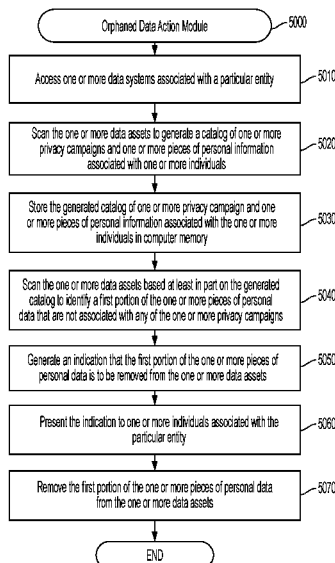 Orphaned Data Action Module
5000
Access one or more data systems associated with a particular entity
5010
Scan the one or more data assets to generate a catalog of one or more
privacy campaigns and one or more pieces of personal information
associated with one or more individuals
5020
Store the generated catalog of one or more privacy campaign and one
or more pieces of personal information associated with the one or more
individuals in computer memory
5030
Scan the one or more data assets based at least in part on the generated
catalog to identify a first portion of the one or more pieces of personal
data that are not associated with any of the one or more privacy campaigns
5040
Generate an indication that the first portion of the one or more pieces of
personal data is to be removed from the one or more data assets
5050
Present the indication to one or more individuals associated with the
particular entity
5060
Remove the first portion of the one or more pieces of personal data
from the one or more data assets
5070
END